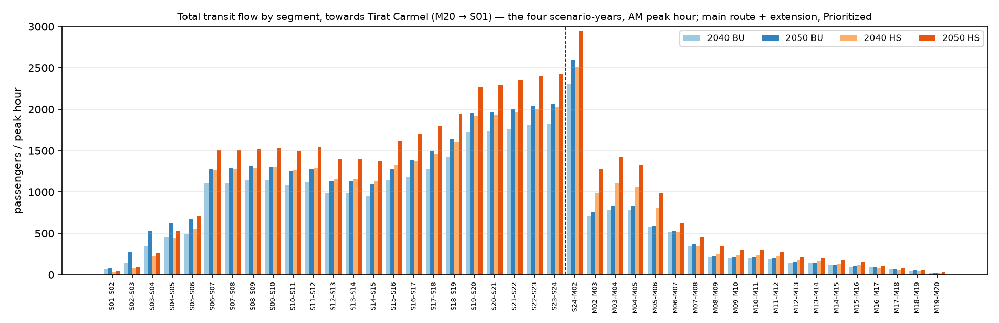 Total transit flow by segment, towards Tirat Carmel (M20 → S01) — the four scenario-years, AM peak hour; main route + extension, Prioritized
2040 BU 2050 BU 2040 HS 2050 HS
passengers / peak hour
3000
2500
2000
1500
1000
500
0
S01–S02
S02–S03
S03–S04
S04–S05
S05–S06
S06–S07
S07–S08
S08–S09
S09–S10
S10–S11
S11–S12
S12–S13
S13–S14
S14–S15
S15–S16
S16–S17
S17–S18
S18–S19
S19–S20
S20–S21
S21–S22
S22–S23
S23–S24
S24–M02
M02–M03
M03–M04
M04–M05
M05–M06
M06–M07
M07–M08
M08–M09
M09–M10
M10–M11
M11–M12
M12–M13
M13–M14
M14–M15
M15–M16
M16–M17
M17–M18
M18–M19
M19–M20